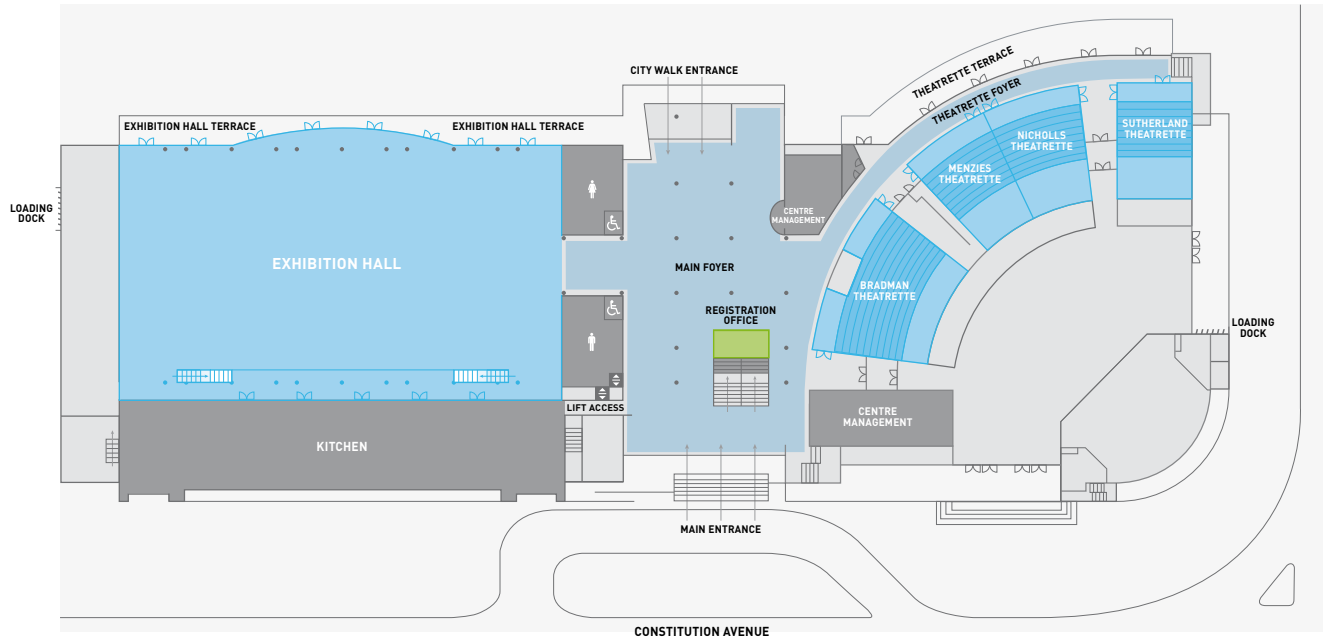 THEATRETTE TERRACE
CITY WALK ENTRANCE
THEATRETTE FOYER
EXHIBITION HALL TERRACE
EXHIBITION HALL TERRACE
SUTHERLAND
THEATRETTE
NICHOLLS
THEATRETTE
MENZIES
THEATRETTE
LOADING
DOCK
CENTRE
MANAGEMENT
EXHIBITION HALL
MAIN FOYER
BRADMAN
THEATRETTE
REGISTRATION
OFFICE
LOADING
DOCK
LIFT ACCESS
CENTRE
MANAGEMENT
KITCHEN
MAIN ENTRANCE
CONSTITUTION AVENUE